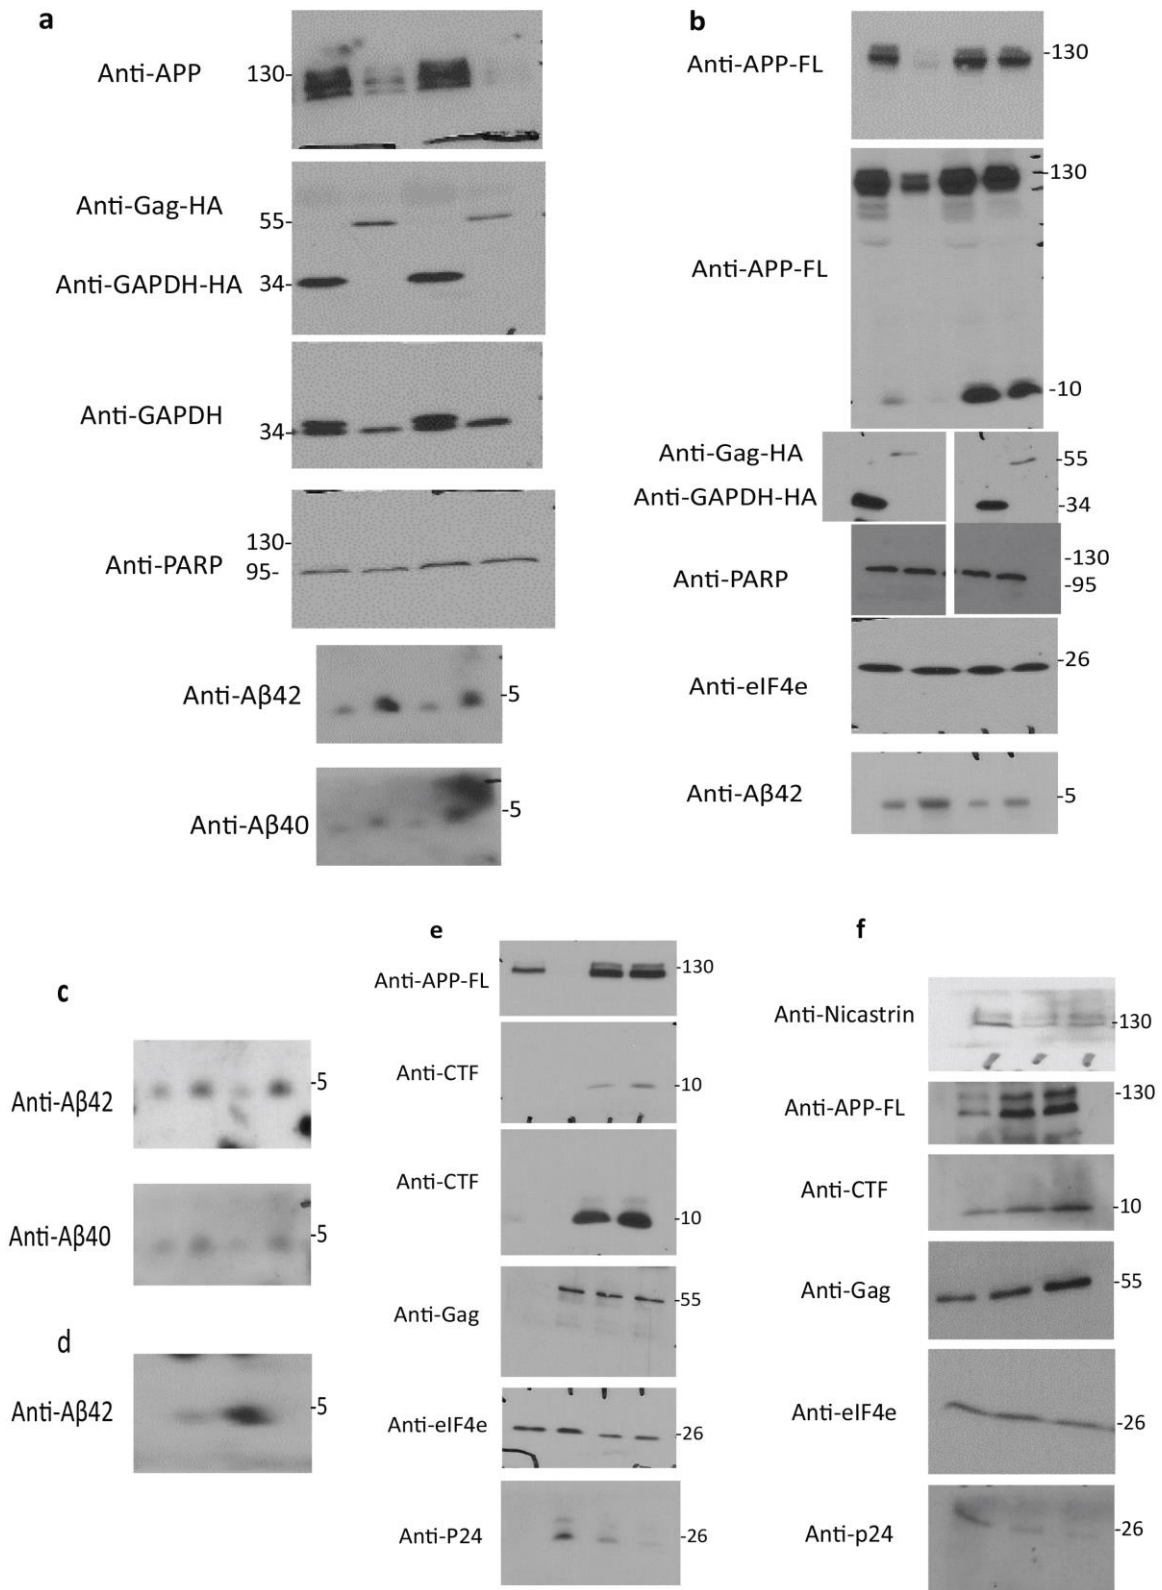 a
Anti-APP
130-
Anti-Gag-HA
55-
Anti-GAPDH-HA
34-
Anti-GAPDH
34-
Anti-PARP
130-
95-
Anti-Aβ42
-5
Anti-Aβ40
-5
b
Anti-APP-FL
-130
Anti-APP-FL
-130
-10
Anti-Gag-HA
-55
Anti-GAPDH-HA
-34
Anti-PARP
-130
-95
Anti-eIF4e
-26
Anti-Aβ42
-5
c
Anti-Aβ42
-5
Anti-Aβ40
-5
d
Anti-Aβ42
-5
e
Anti-APP-FL
-130
Anti-CTF
-10
Anti-CTF
-10
Anti-Gag
-55
Anti-eIF4e
-26
Anti-P24
-26
f
Anti-Nicastrin
-130
Anti-APP-FL
-130
Anti-CTF
-10
Anti-Gag
-55
Anti-eIF4e
-26
Anti-p24
-26